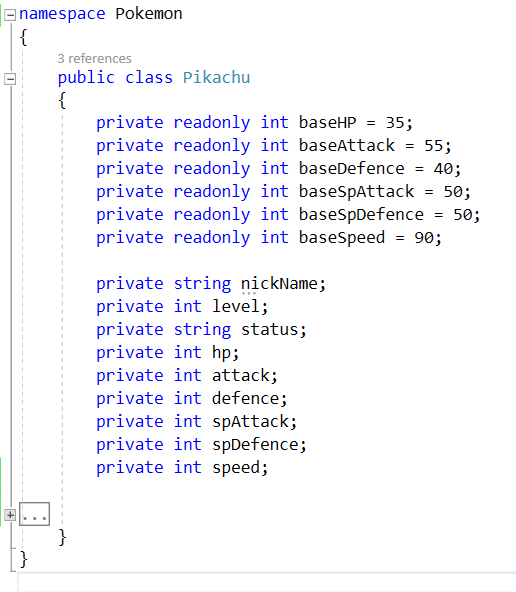 namespace Pokemon
{
3 references
public class Pikachu
{
private readonly int baseHP = 35;
private readonly int baseAttack = 55;
private readonly int baseDefence = 40;
private readonly int baseSpAttack = 50;
private readonly int baseSpDefence = 50;
private readonly int baseSpeed = 90;
private string nickName;
private int level;
private string status;
private int hp;
private int attack;
private int defence;
private int spAttack;
private int spDefence;
private int speed;
...
}
}